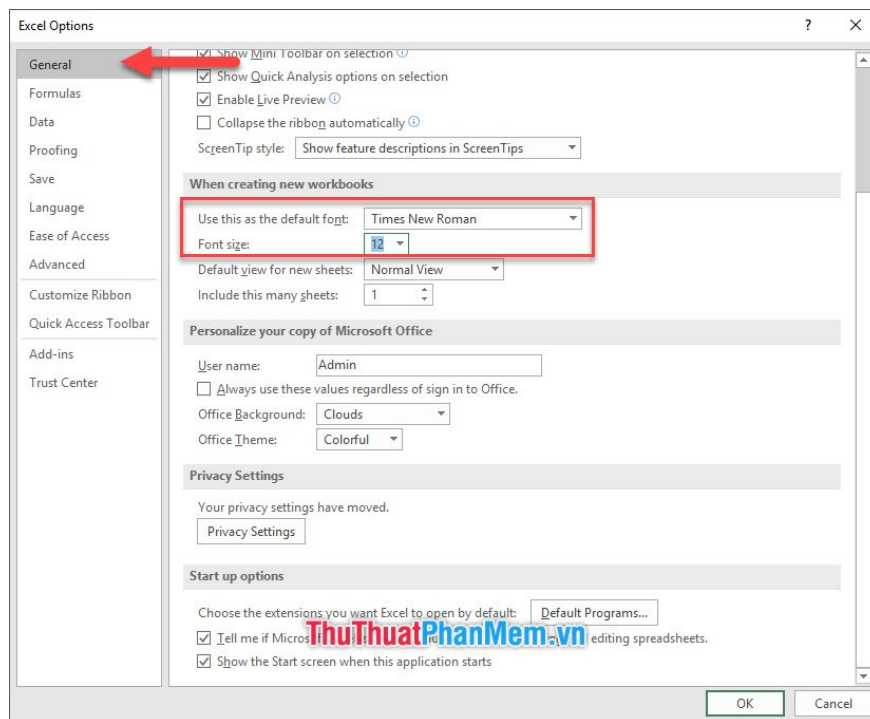 Excel Options
?
General
Formulas
Data
Proofing
Save
Language
Ease of Access
Advanced
Customize Ribbon
Quick Access Toolbar
Add-ins
Trust Center
Show Mini Toolbar on selection
Show Quick Analysis options on selection
Enable Live Preview
Collapse the ribbon automatically
ScreenTip style: Show feature descriptions in ScreenTips
When creating new workbooks
Use this as the default font: Times New Roman
Font size: 12
Default view for new sheets: Normal View
Include this many sheets: 1
Personalize your copy of Microsoft Office
User name: Admin
Always use these values regardless of sign in to Office.
Office Background: Clouds
Office Theme: Colorful
Privacy Settings
Your privacy settings have moved.
Privacy Settings
Start up options
Choose the extensions you want Excel to open by default: Default Programs...
Tell me if Micros editing spreadsheets.
ThuThuatPhanMem.vn
Show the Start screen when this application starts
OK Cancel